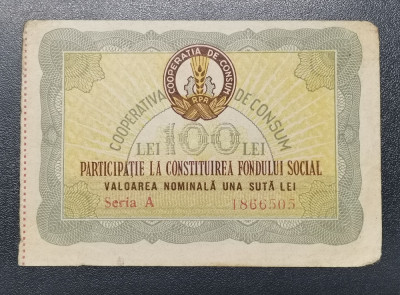 COOPERAȚIA DE CONSUM
RPR
COOPERATIVA DE CONSUM
LEI 100 LEI
PARTICIPAȚIE LA CONSTITUIREA FONDULUI SOCIAL
VALOAREA NOMINALĂ UNA SUTĂ LEI
Seria A 1866505